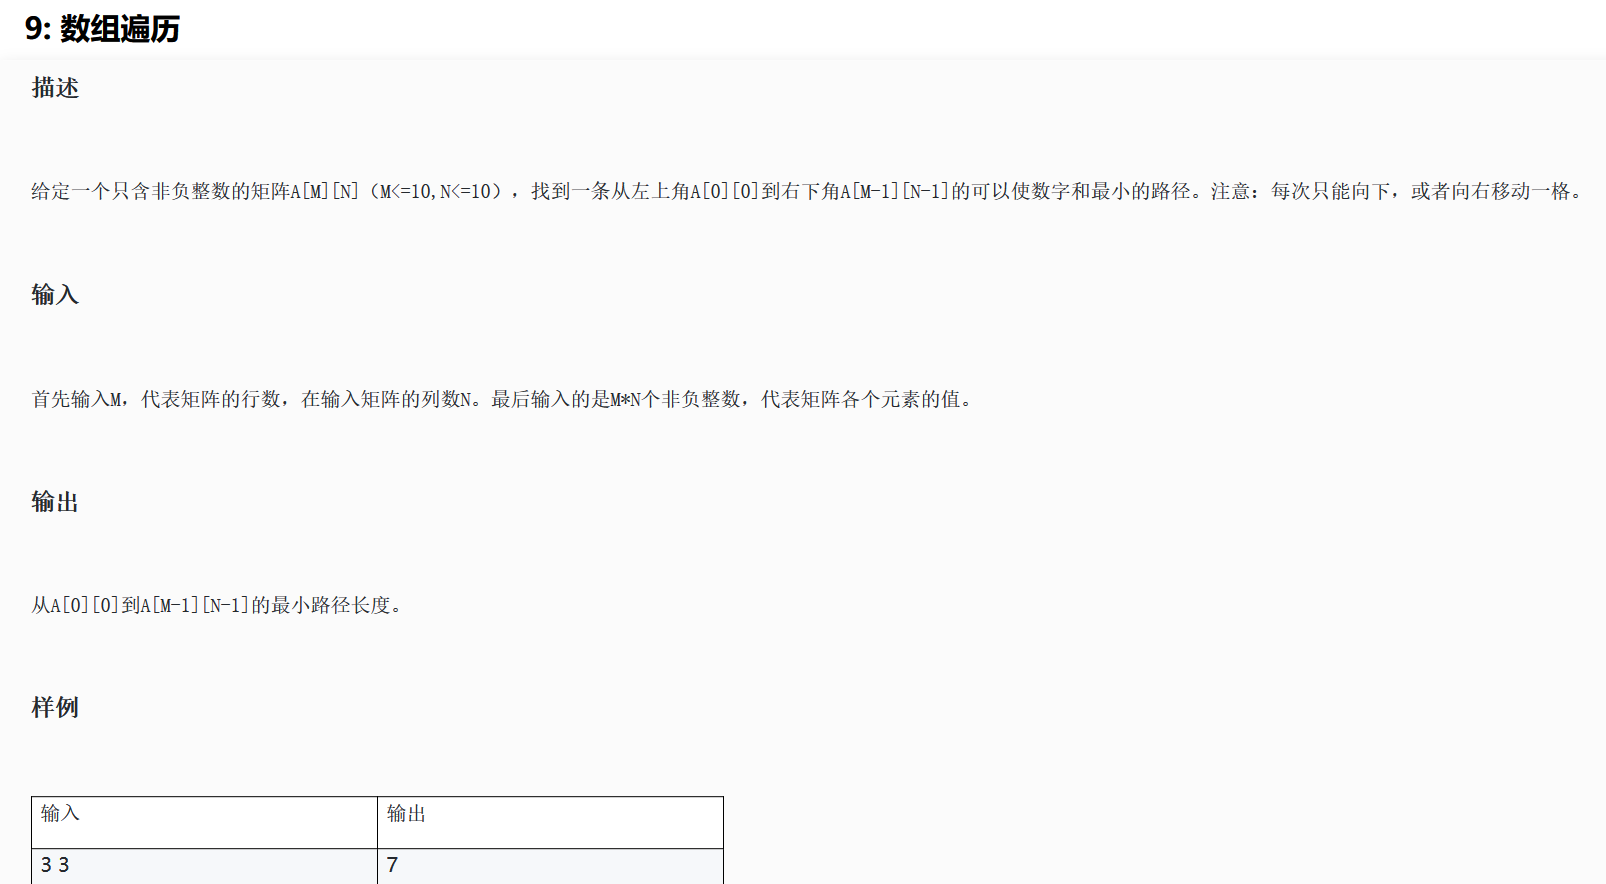 9: 数组遍历
描述
给定一个只含非负整数的矩阵A[M][N]（M<=10,N<=10），找到一条从左上角A[0][0]到右下角A[M-1][N-1]的可以使数字和最小的路径。注意：每次只能向下，或者向右移动一格。
输入
首先输入M，代表矩阵的行数，在输入矩阵的列数N。最后输入的是M*N个非负整数，代表矩阵各个元素的值。
输出
从A[0][0]到A[M-1][N-1]的最小路径长度。
样例
输入 输出
3 3 7